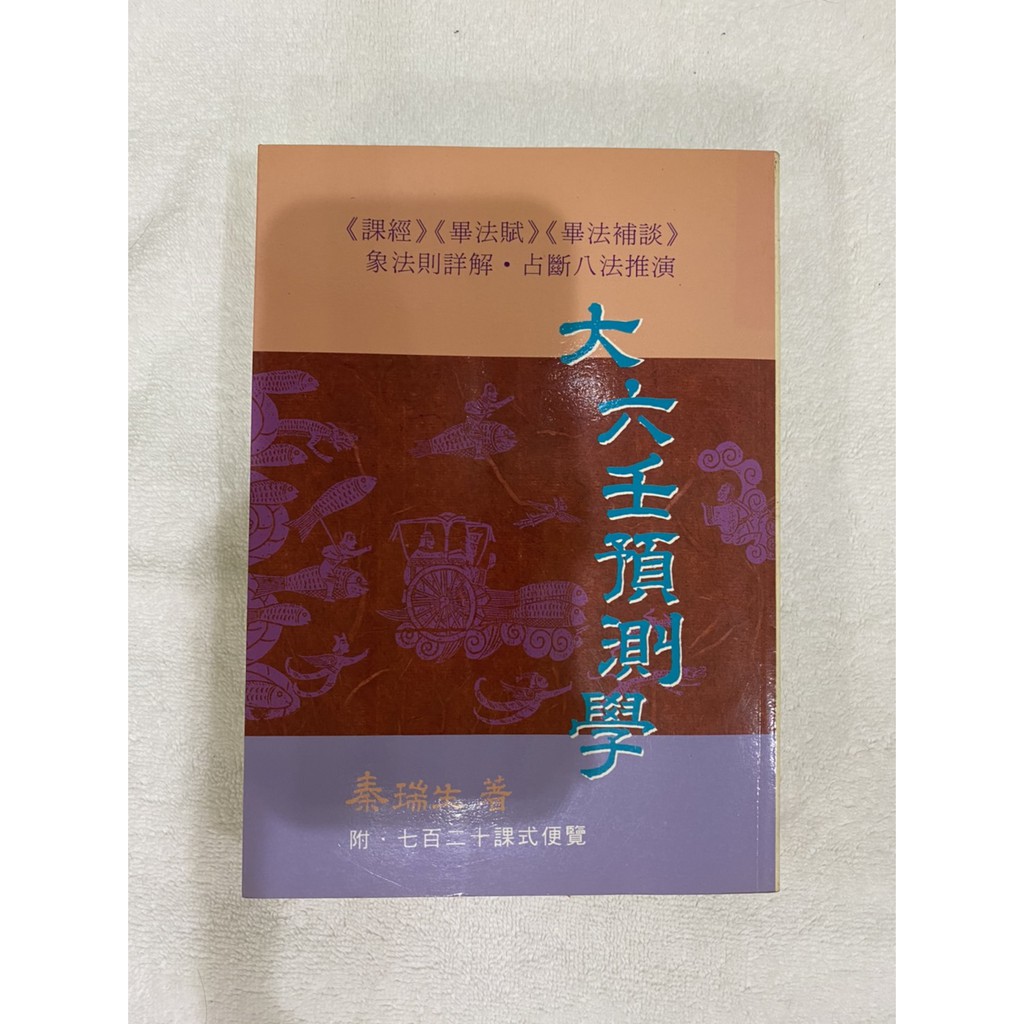 《課經》《畢法賦》《畢法補談》
象法則詳解・占斷八法推演
大六壬預測學
秦瑞生 著
附・七百二十課式便覽